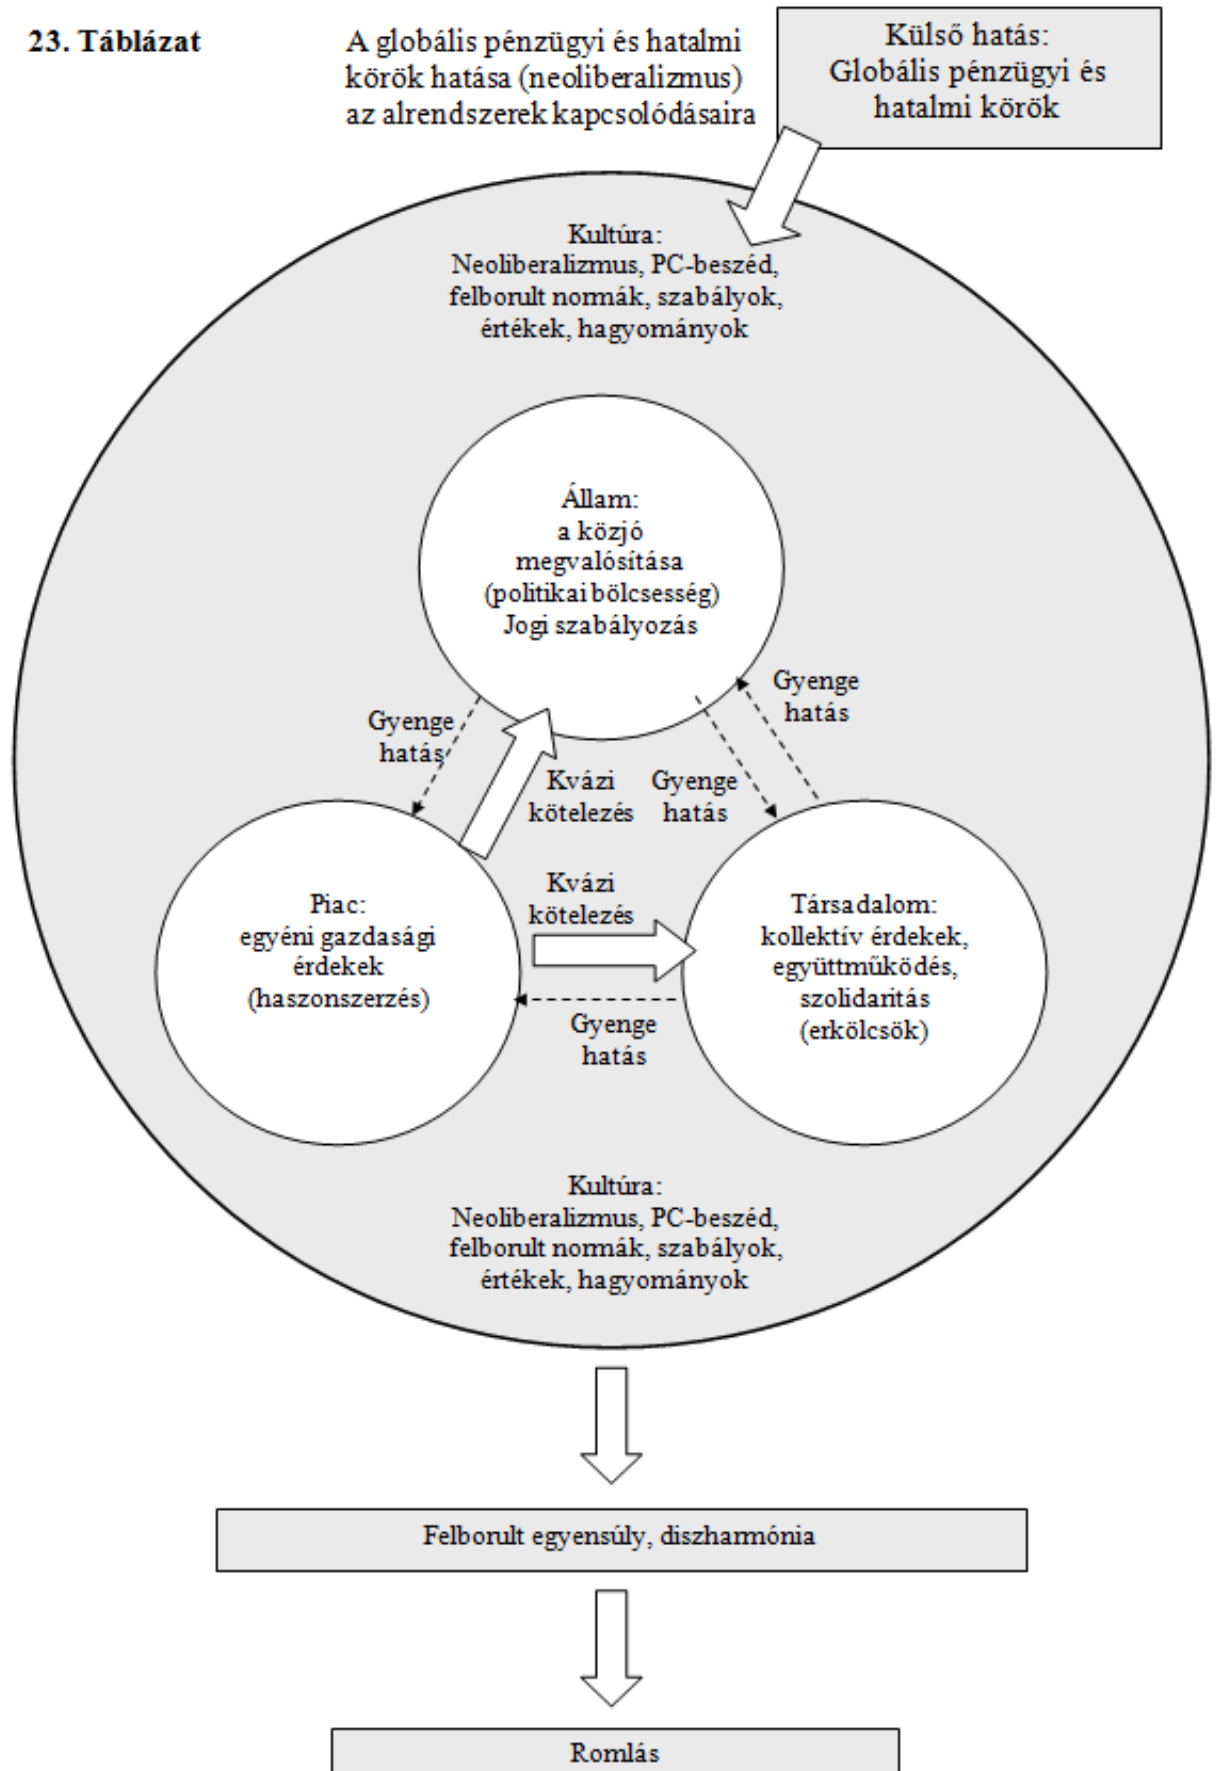 23. Táblázat
A globális pénzügyi és hatalmi
körök hatása (neoliberalizmus)
az alrendszerek kapcsolódásaira
Külső hatás:
Globális pénzügyi és
hatalmi körök
Kultúra:
Neoliberalizmus, PC-beszéd,
felborult normák, szabályok,
értékek, hagyományok
Állam:
a közjó
megvalósítása
(politikai bölcsesség)
Jogi szabályozás
Gyenge
hatás
Gyenge
hatás
Kvázi
kötelezés
Gyenge
hatás
Kvázi
kötelezés
Piac:
egyéni gazdasági
érdekek
(haszonszerzés)
Társadalom:
kollektív érdekek,
együttműködés,
szolidaritás
(erkölcsök)
Gyenge
hatás
Kultúra:
Neoliberalizmus, PC-beszéd,
felborult normák, szabályok,
értékek, hagyományok
Felborult egyensúly, diszharmónia
Romlás